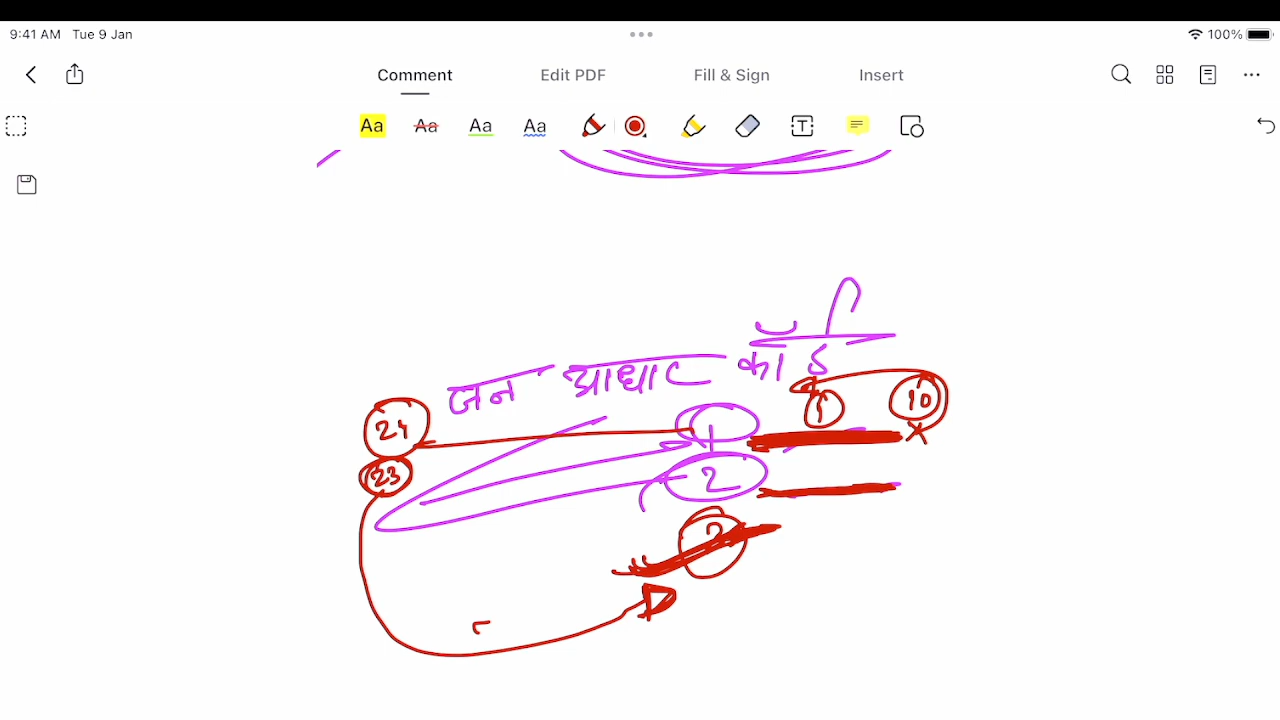 9:41 AM Tue 9 Jan 100%
Comment Edit PDF Fill & Sign Insert
Aa Aa Aa Aa T
जन आधार कार्ड
24 1 1 10
23 2
2